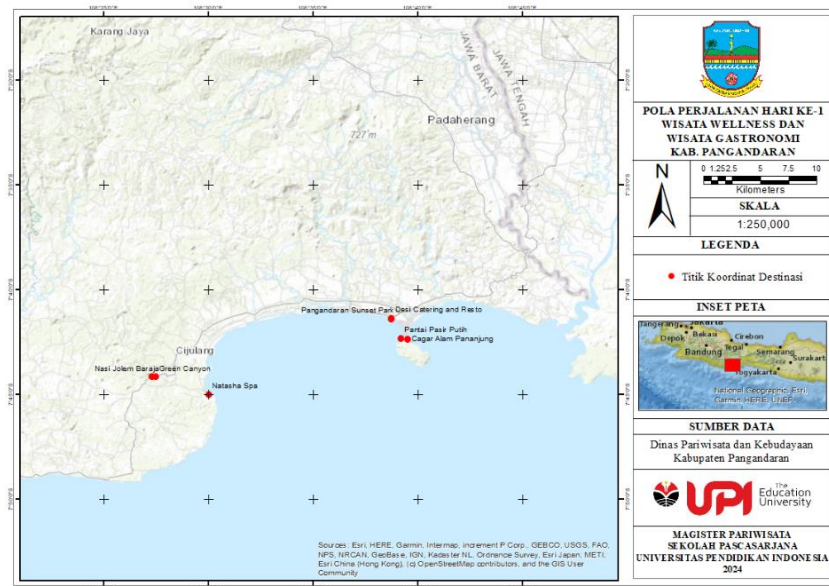 Karang Jaya
JAWA BARAT
JAWA TENGAH
Padaherang
727 m
Pangandaran Sunset Park
Desi Catering and Resto
Pantai Pasir Putih
Cagar Alam Pananjung
Cijulang
Nasi Jolem Baraja
Green Canyon
Natasha Spa
Sources: Esri, HERE, Garmin, Intermap, increment P Corp., GEBCO, USGS, FAO,
NPS, NRCAN, GeoBase, IGN, Kadaster NL, Ordnance Survey, Esri Japan, METI,
Esri China (Hong Kong), (c) OpenStreetMap contributors, and the GIS User
Community
POLA PERJALANAN HARI KE-1
WISATA WELLNESS DAN
WISATA GASTRONOMI
KAB. PANGANDARAN
N
0 1.252.5 5 7.5 10
Kilometers
SKALA
1:250,000
LEGENDA
Titik Koordinat Destinasi
INSET PETA
Tangerang
Jakarta
Bekasi
Depok
Cirebon
Tegal
Bandung
Semarang
Surakarta
Yogyakarta
National Geographic, Esri,
Garmin, HERE, UNEP
SUMBER DATA
Dinas Pariwisata dan Kebudayaan
Kabupaten Pangandaran
UPI
The
Education
University
MAGISTER PARIWISATA
SEKOLAH PASCASARJANA
UNIVERSITAS PENDIDIKAN INDONESIA
2024